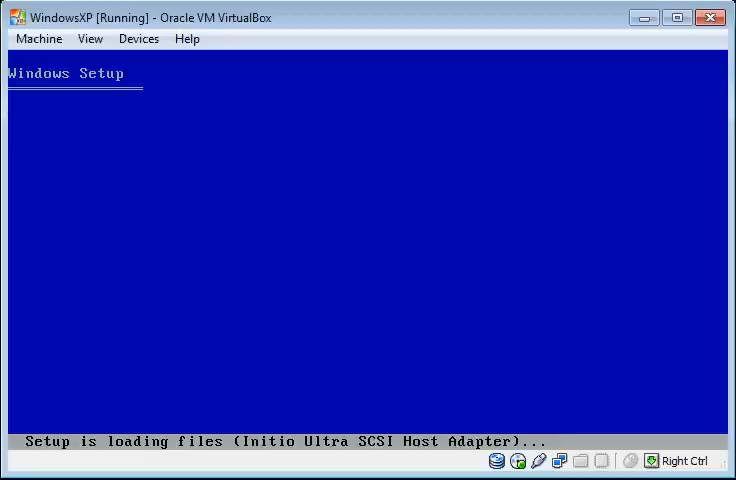 WindowsXP [Running] - Oracle VM VirtualBox
Machine View Devices Help
Windows Setup
Setup is loading files (Initio Ultra SCSI Host Adapter)...
Right Ctrl